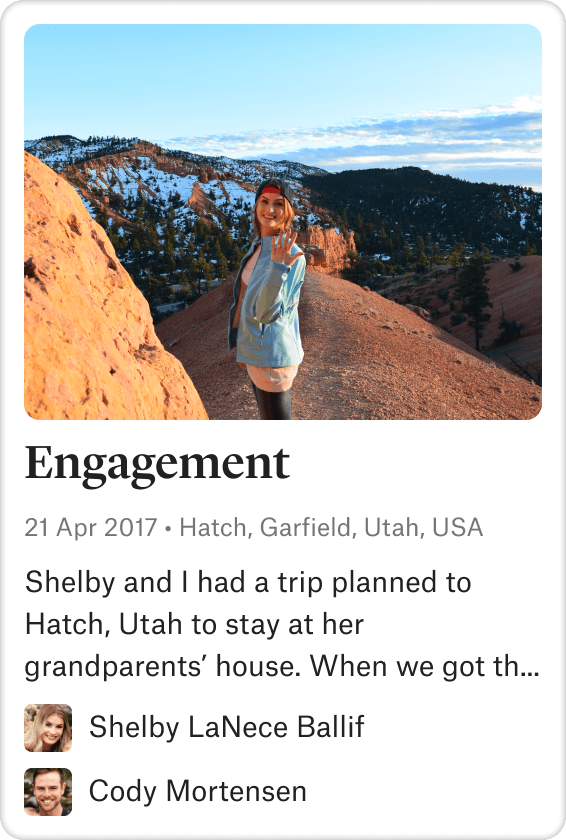 Engagement
21 Apr 2017 • Hatch, Garfield, Utah, USA
Shelby and I had a trip planned to
Hatch, Utah to stay at her
grandparents’ house. When we got th...
Shelby LaNece Ballif
Cody Mortensen